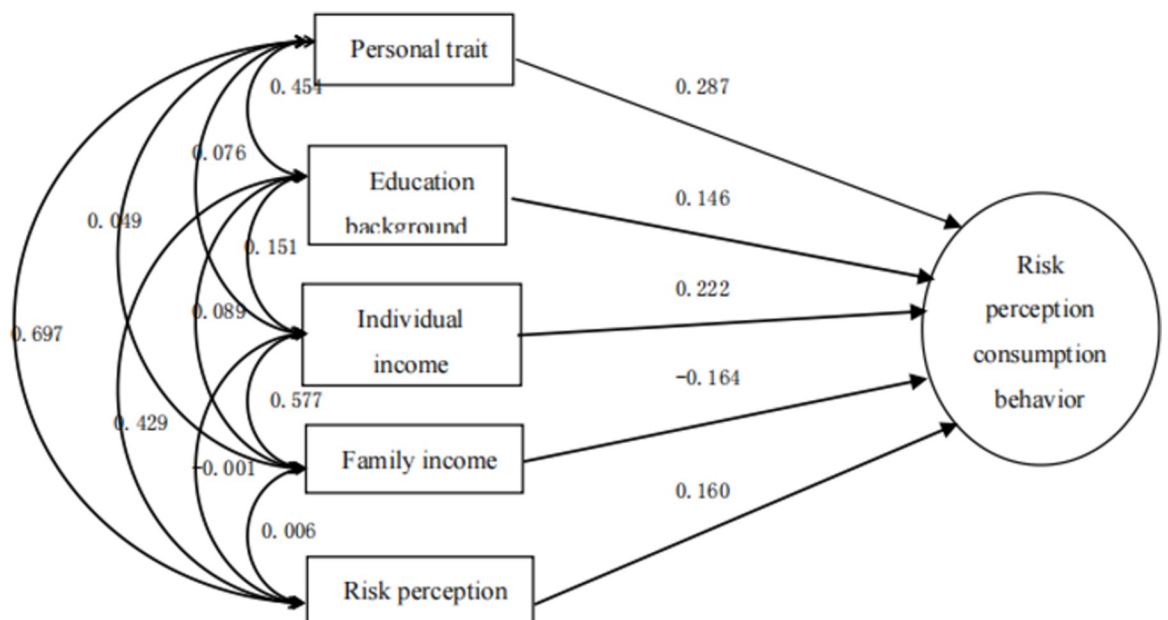 Personal trait
0.454
0.287
0.076
Education
background
0.146
0.049
0.151
Individual
income
0.222
0.089
0.697
0.577
-0.164
0.429
Family income
-0.001
0.160
0.006
Risk perception
Risk
perception
consumption
behavior